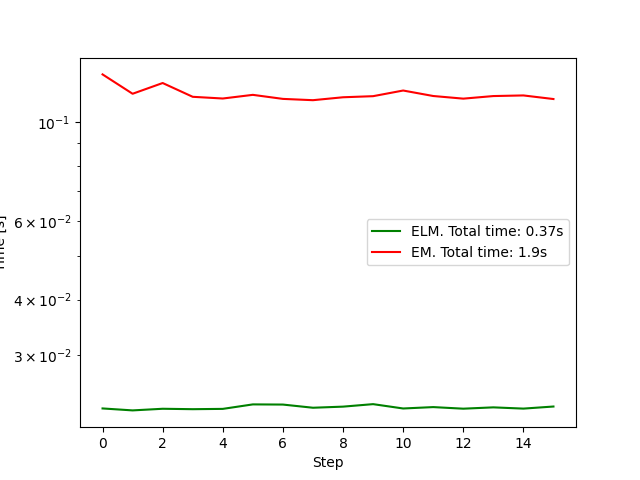 10⁻¹
6 × 10⁻²
4 × 10⁻²
3 × 10⁻²
ELM. Total time: 0.37s
EM. Total time: 1.9s
0 2 4 6 8 10 12 14
Step